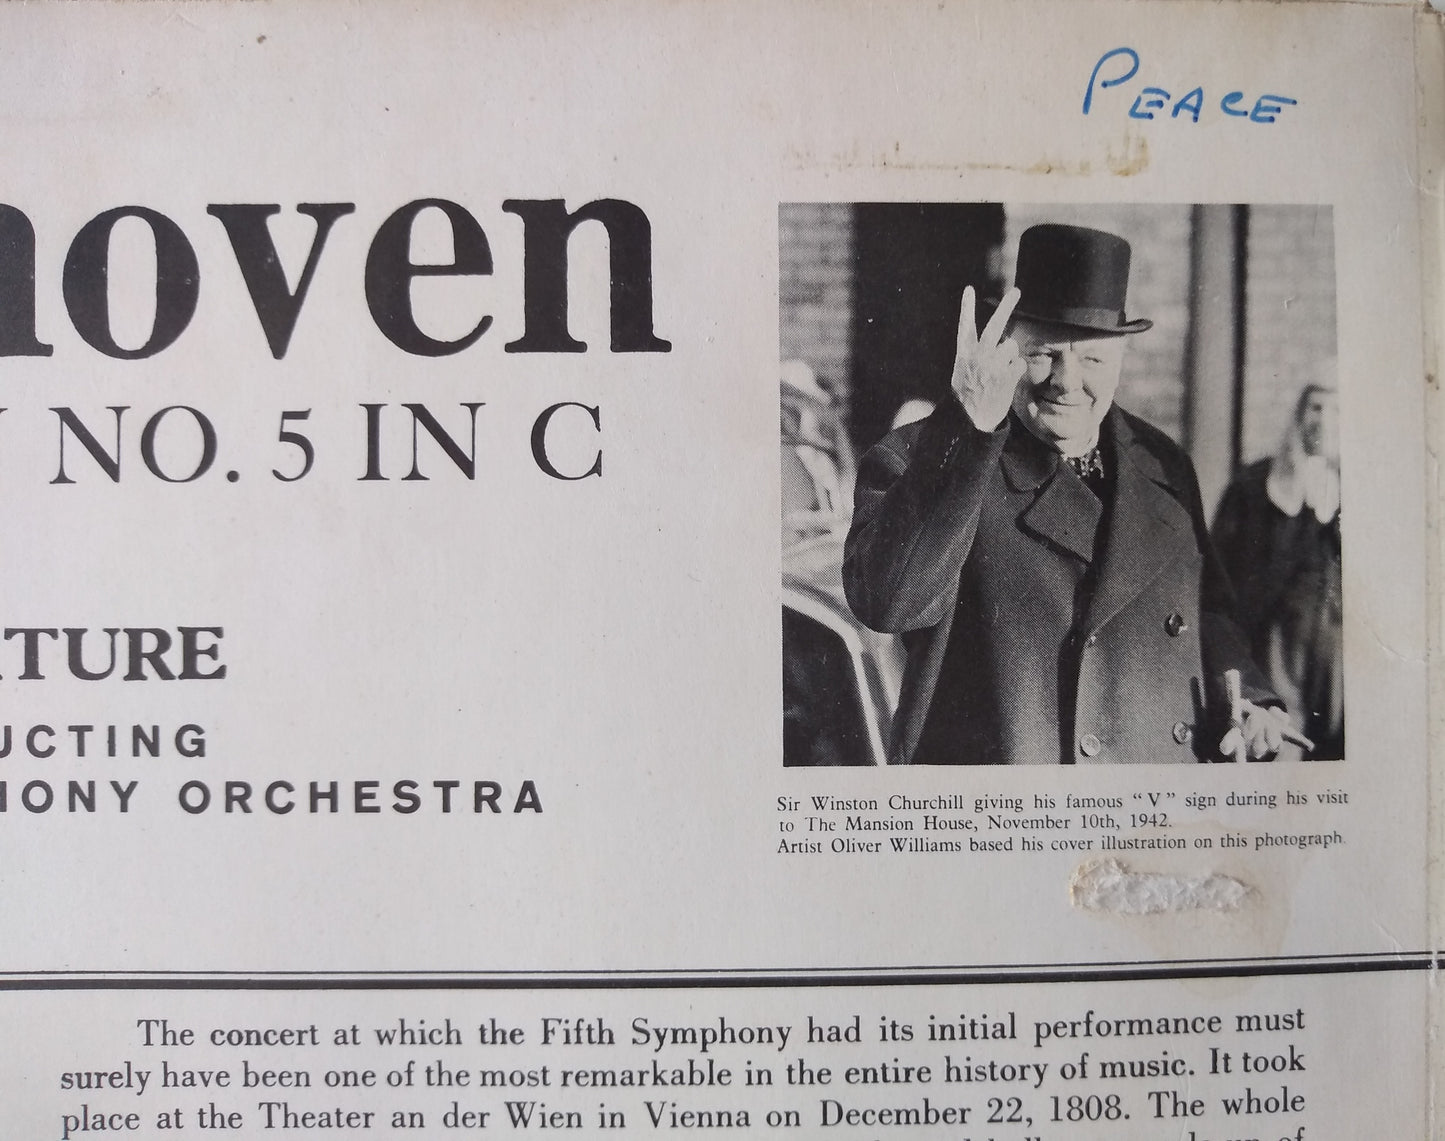 PEACE
hoven
NO. 5 IN C
TURE
UCTING
HONY ORCHESTRA
Sir Winston Churchill giving his famous “V” sign during his visit
to The Mansion House, November 10th, 1942.
Artist Oliver Williams based his cover illustration on this photograph.
The concert at which the Fifth Symphony had its initial performance must
surely have been one of the most remarkable in the entire history of music. It took
place at the Theater an der Wien in Vienna on December 22, 1808. The whole